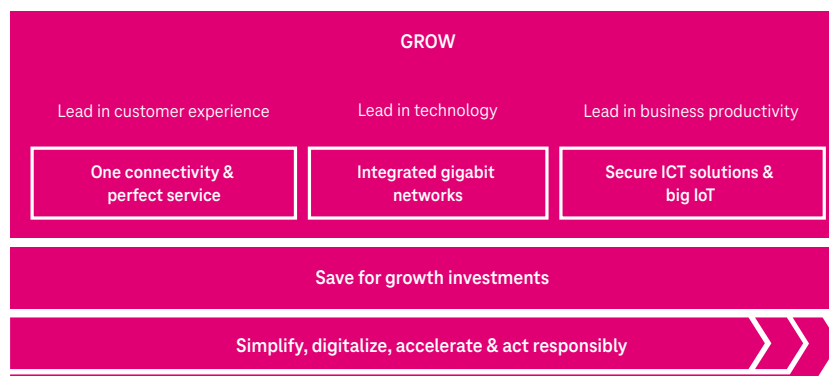 GROW
Lead in customer experience
Lead in technology
Lead in business productivity
One connectivity &
perfect service
Integrated gigabit
networks
Secure ICT solutions &
big IoT
Save for growth investments
Simplify, digitalize, accelerate & act responsibly